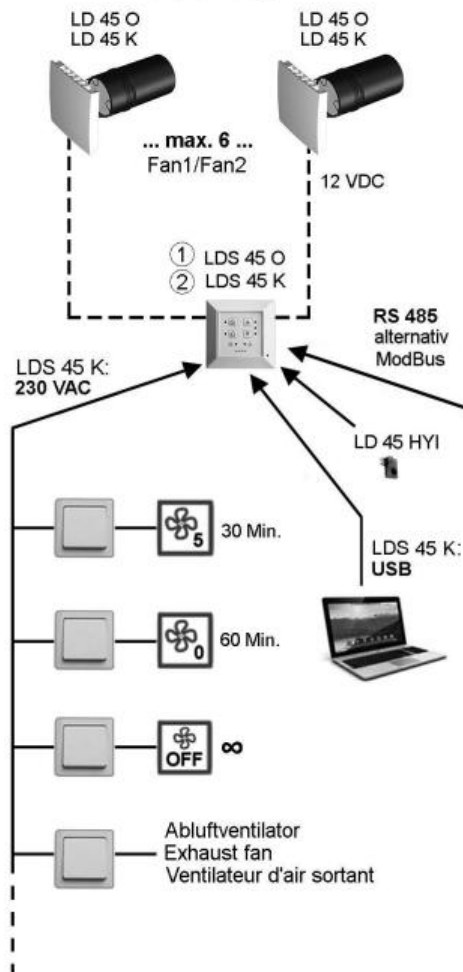 LD 45 O
LD 45 K
LD 45 O
LD 45 K
... max. 6 ...
Fan1/Fan2
12 VDC
1 LDS 45 O
2 LDS 45 K
RS 485
alternativ
ModBus
LDS 45 K:
230 VAC
LD 45 HYI
5 30 Min.
LDS 45 K:
USB
0 60 Min.
OFF ∞
Abluftventilator
Exhaust fan
Ventilateur d'air sortant